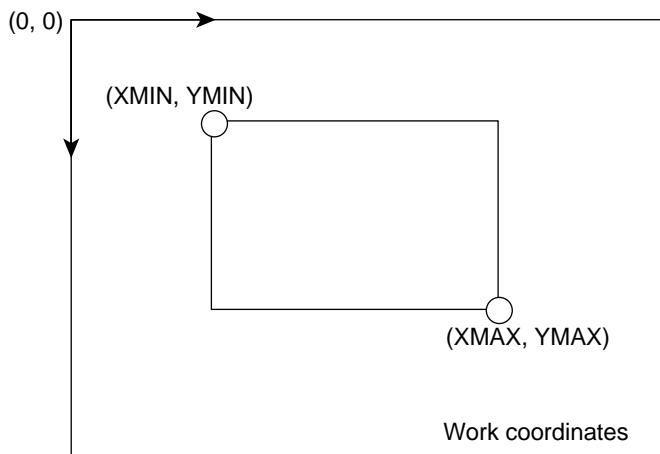 (0, 0)
(XMIN, YMIN)
(XMAX, YMAX)
Work coordinates